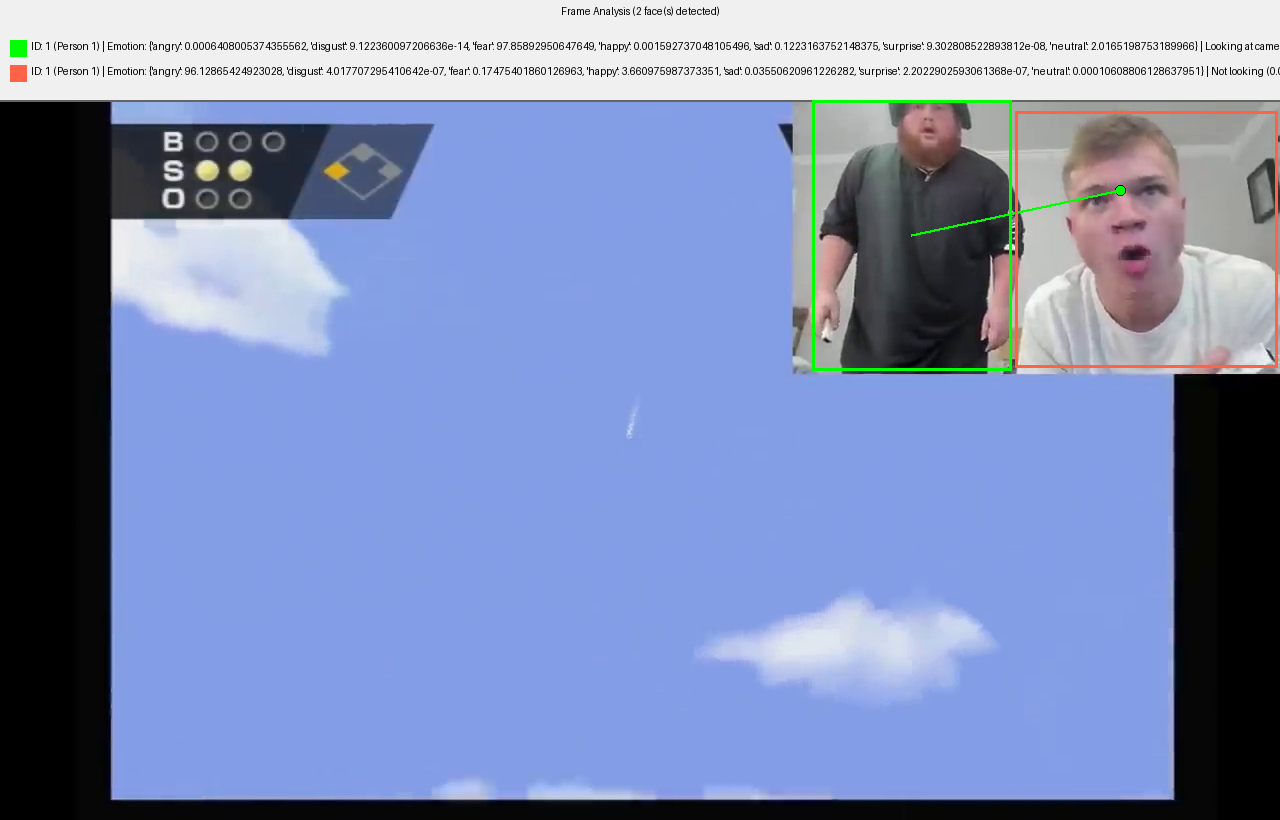 Frame Analysis (2 face(s) detected)
ID: 1 (Person 1) | Emotion: {'angry': 0.0006408005374355562, 'disgust': 9.122360097206636e-14, 'fear': 97.85892950647649, 'happy': 0.001592737048105496, 'sad': 0.1223163752148375, 'surprise': 9.302808522893812e-08, 'neutral': 2.0165198753189966} | Looking at came
ID: 1 (Person 1) | Emotion: {'angry': 96.12865424923028, 'disgust': 4.017707295410642e-07, 'fear': 0.17475401860126963, 'happy': 3.660975987373351, 'sad': 0.03550620961226282, 'surprise': 2.2022902593061368e-07, 'neutral': 0.00010608806128637951} | Not looking (0.0
B
S
O